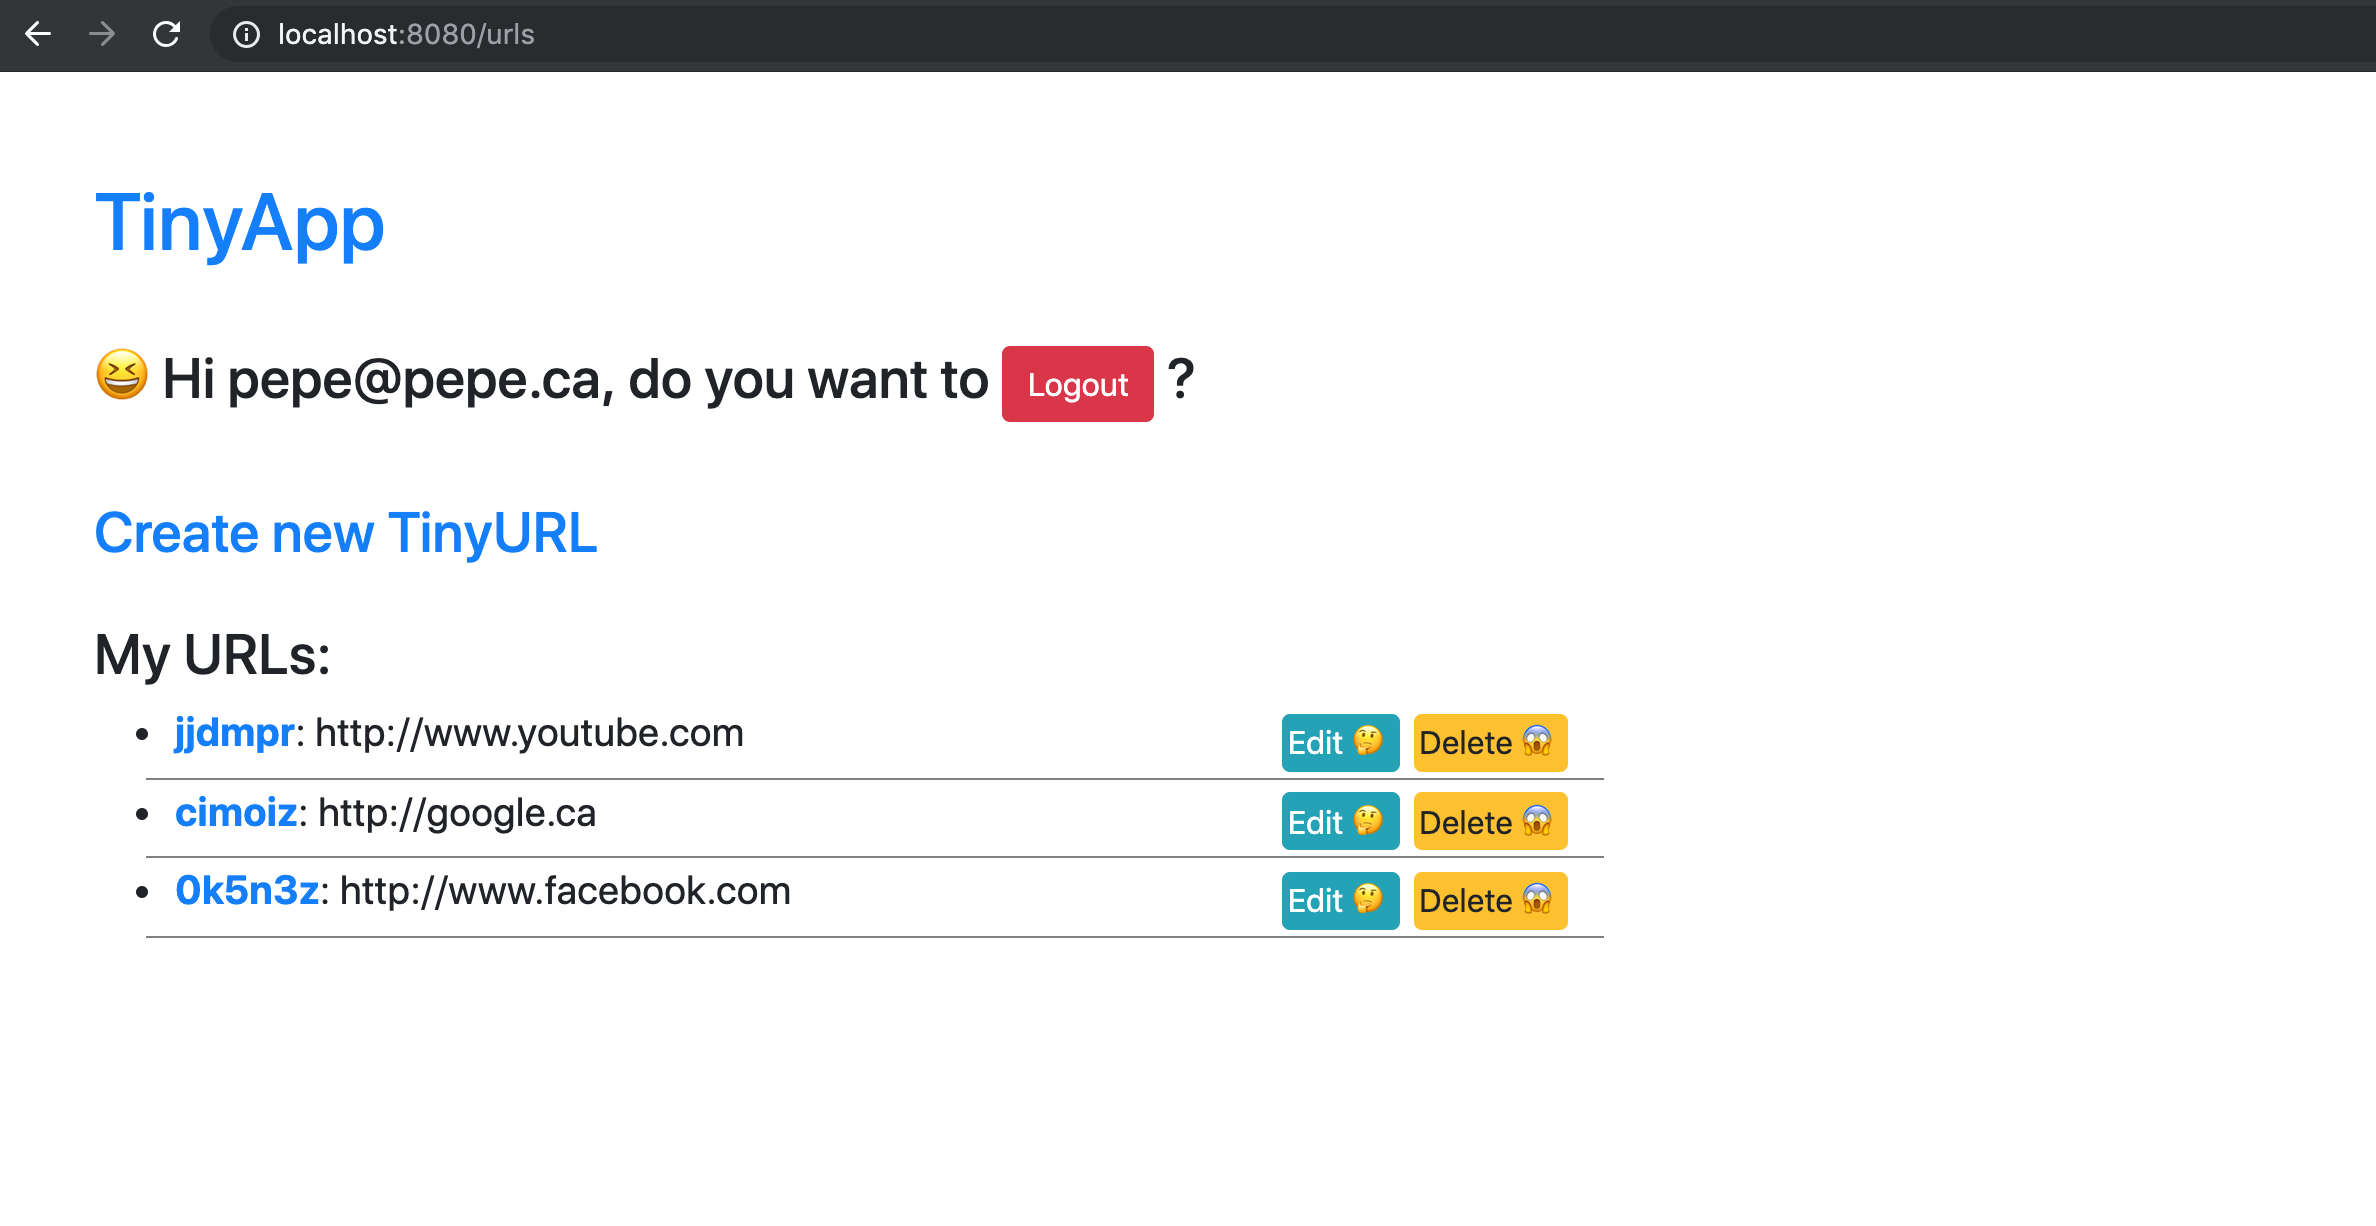 localhost:8080/urls
TinyApp
😆 Hi pepe@pepe.ca, do you want to Logout ?
Create new TinyURL
My URLs:
• jjdmpr: http://www.youtube.com Edit 🤔 Delete 😱
• cimoiz: http://google.ca Edit 🤔 Delete 😱
• 0k5n3z: http://www.facebook.com Edit 🤔 Delete 😱